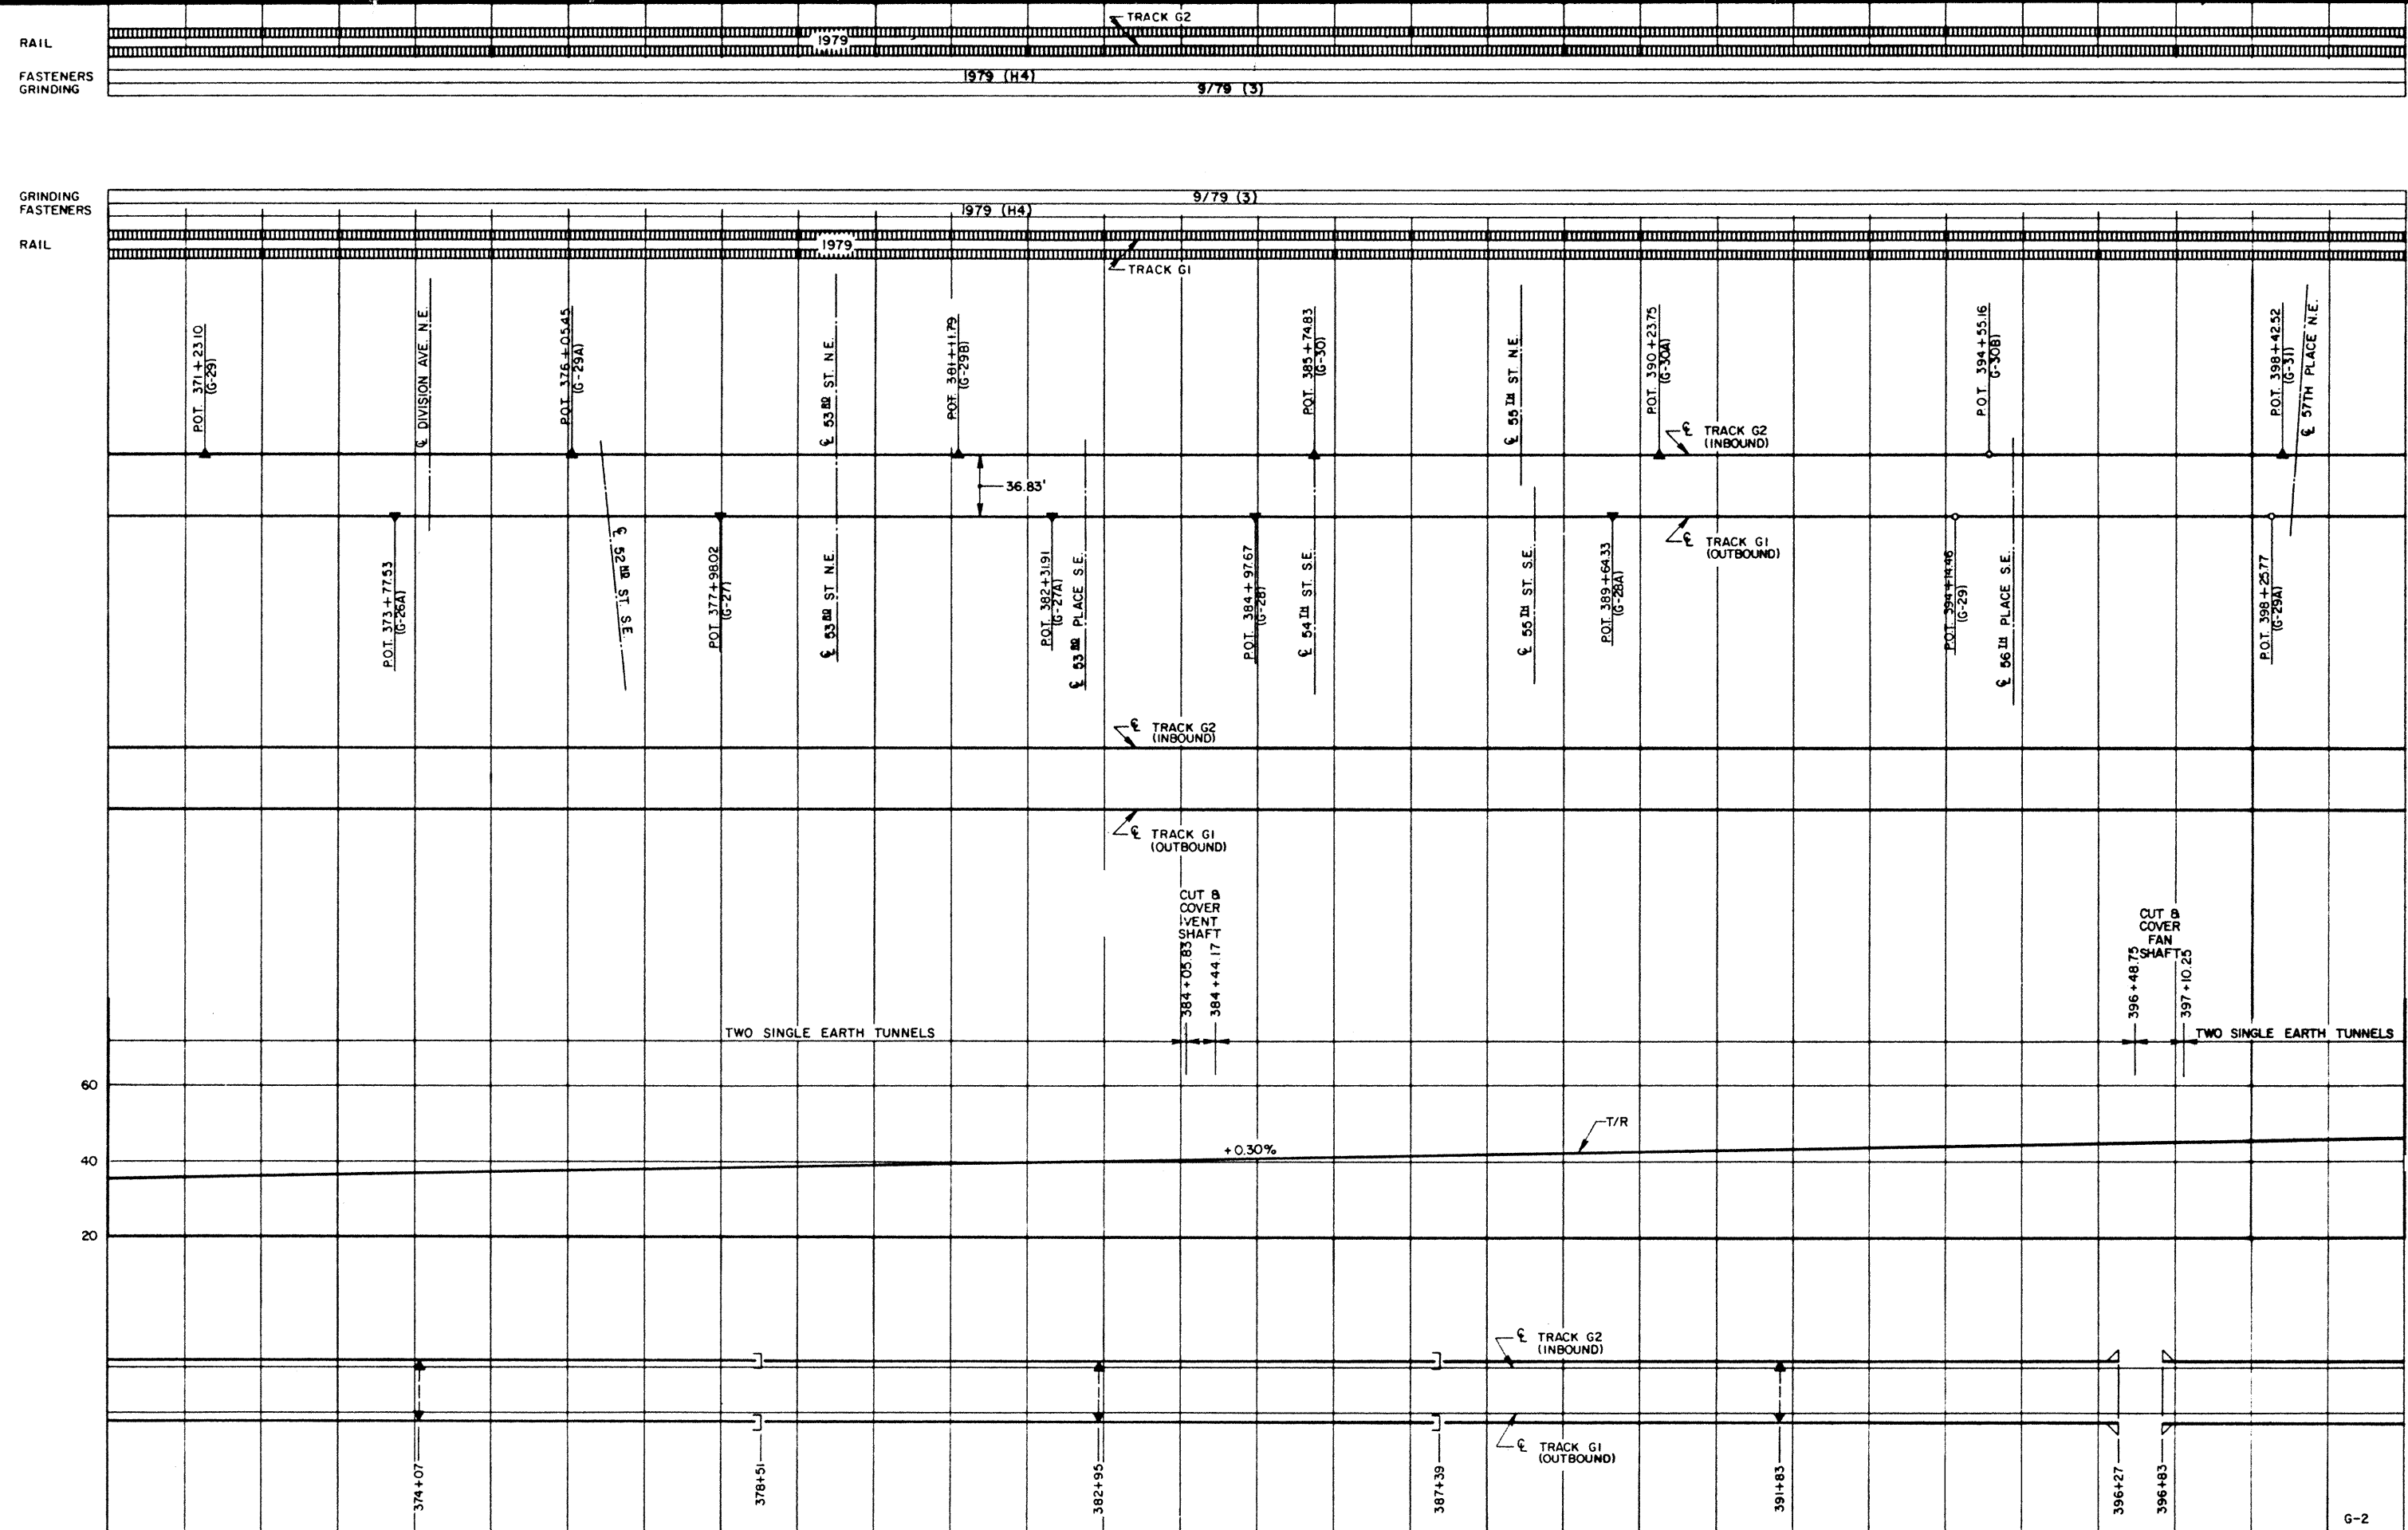 TRACK G2
RAIL
1979
FASTENERS
1979 (H4)
GRINDING
9/79 (3)
GRINDING
9/79 (3)
FASTENERS
1979 (H4)
RAIL
1979
TRACK G1
P.O.T. 371+23.10
(G-29)
℄ DIVISION AVE. N.E.
P.O.T. 376+05.45
(G-29A)
℄ 53RD ST. N.E.
P.O.T. 381+11.79
(G-29B)
P.O.T. 385+74.83
(G-30)
℄ 55TH ST. N.E.
P.O.T. 390+23.75
(G-30A)
P.O.T. 394+55.16
(G-30B)
P.O.T. 398+42.52
(G-31)
℄ 57TH PLACE N.E.
℄ TRACK G2
(INBOUND)
36.83'
℄ TRACK G1
(OUTBOUND)
P.O.T. 373+77.53
(G-26A)
℄ 52ND ST. S.E.
P.O.T. 377+98.02
(G-27)
℄ 53RD ST. N.E.
P.O.T. 382+31.91
(G-27A)
℄ 53RD PLACE S.E.
P.O.T. 384+97.67
(G-28)
℄ 54TH ST. S.E.
℄ 55TH ST. S.E.
P.O.T. 389+64.33
(G-28A)
P.O.T. 394+14.46
(G-29)
℄ 56TH PLACE S.E.
P.O.T. 398+25.77
(G-29A)
℄ TRACK G2
(INBOUND)
℄ TRACK G1
(OUTBOUND)
CUT &
COVER
VENT
SHAFT
384+05.83
384+44.17
CUT &
COVER
FAN
SHAFT
396+48.75
397+10.25
TWO SINGLE EARTH TUNNELS
TWO SINGLE EARTH TUNNELS
60
T/R
+0.30%
40
20
℄ TRACK G2
(INBOUND)
℄ TRACK G1
(OUTBOUND)
374+07
378+51
382+95
387+39
391+83
396+27
396+83
G-2